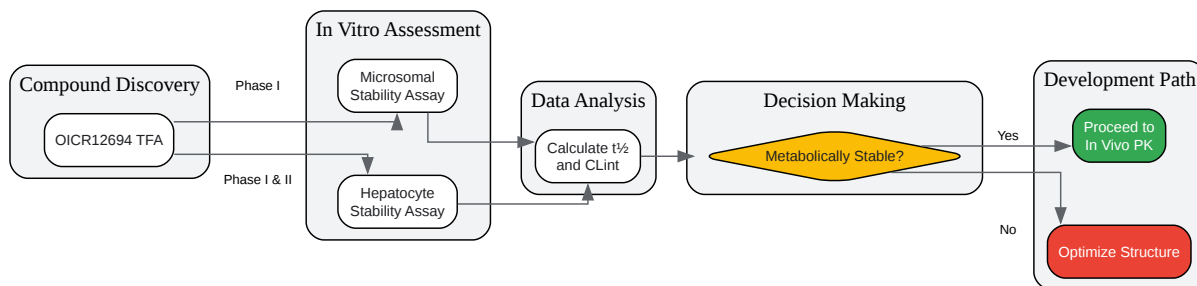 Compound Discovery
OICR12694 TFA
Phase I
Phase I & II
In Vitro Assessment
Microsomal
Stability Assay
Hepatocyte
Stability Assay
Data Analysis
Calculate t½
and CLint
Decision Making
Metabolically Stable?
Yes
No
Development Path
Proceed to
In Vivo PK
Optimize Structure